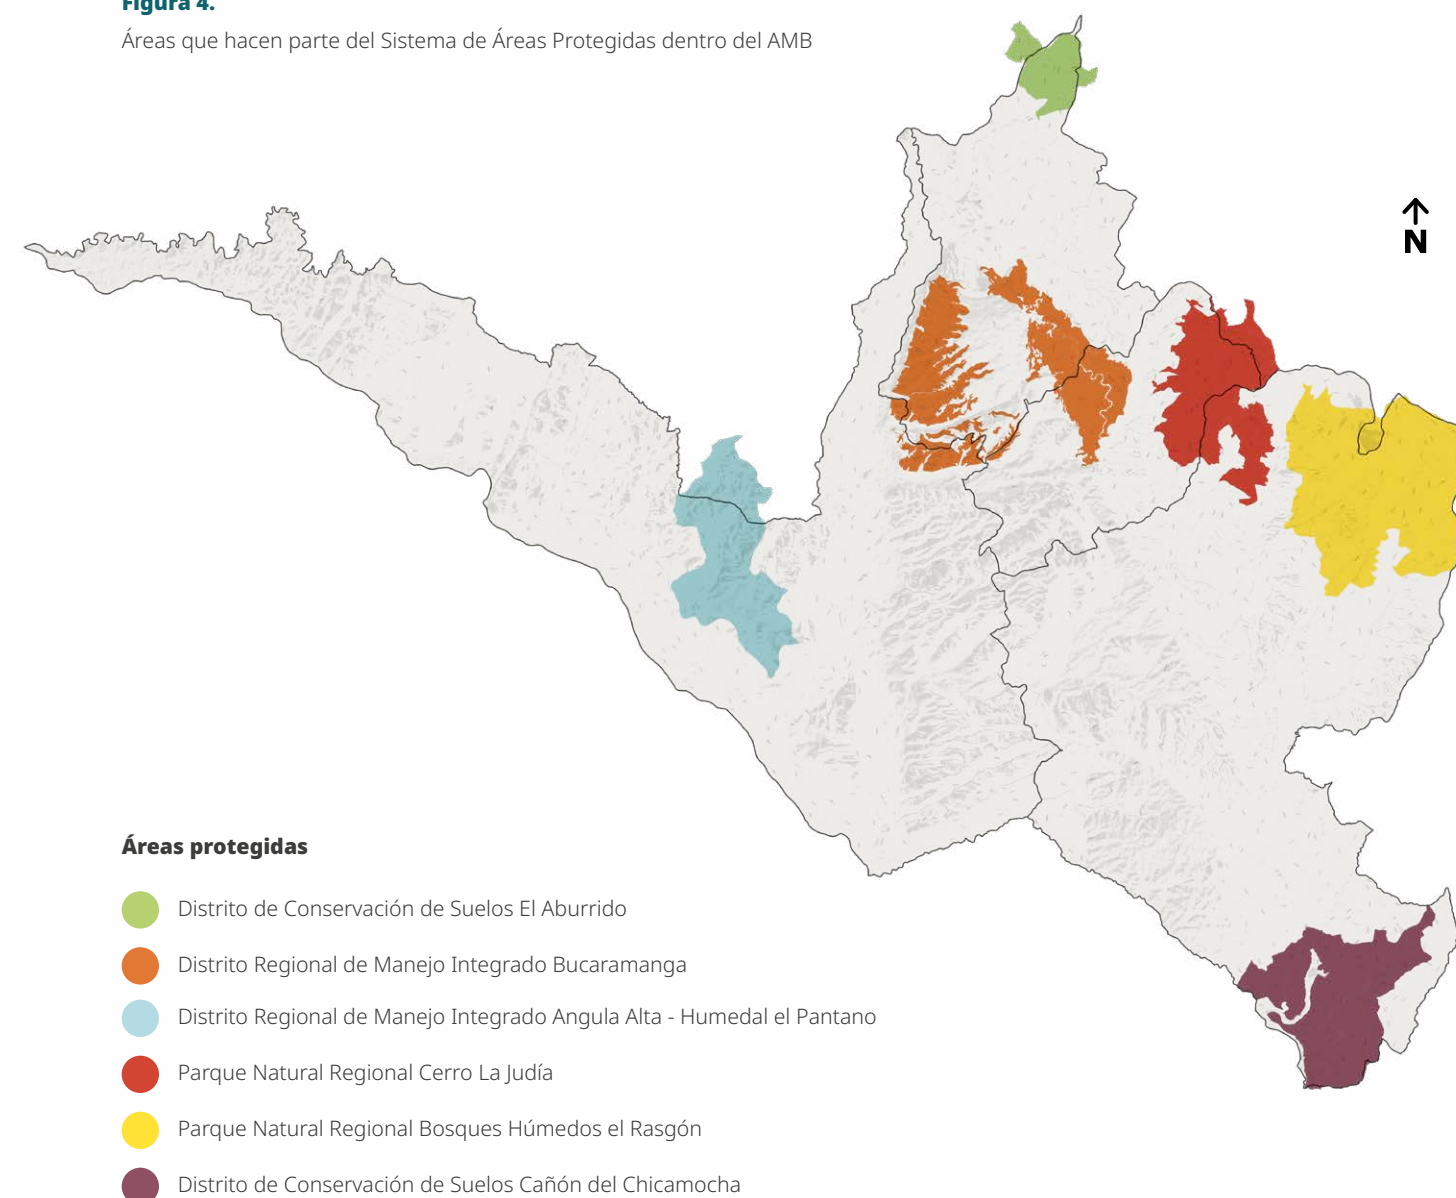 Figura 4.
Áreas que hacen parte del Sistema de Áreas Protegidas dentro del AMB
N
Áreas protegidas
Distrito de Conservación de Suelos El Aburrido
Distrito Regional de Manejo Integrado Bucaramanga
Distrito Regional de Manejo Integrado Angula Alta - Humedal el Pantano
Parque Natural Regional Cerro La Judía
Parque Natural Regional Bosques Húmedos el Rasgón
Distrito de Conservación de Suelos Cañón del Chicamocha